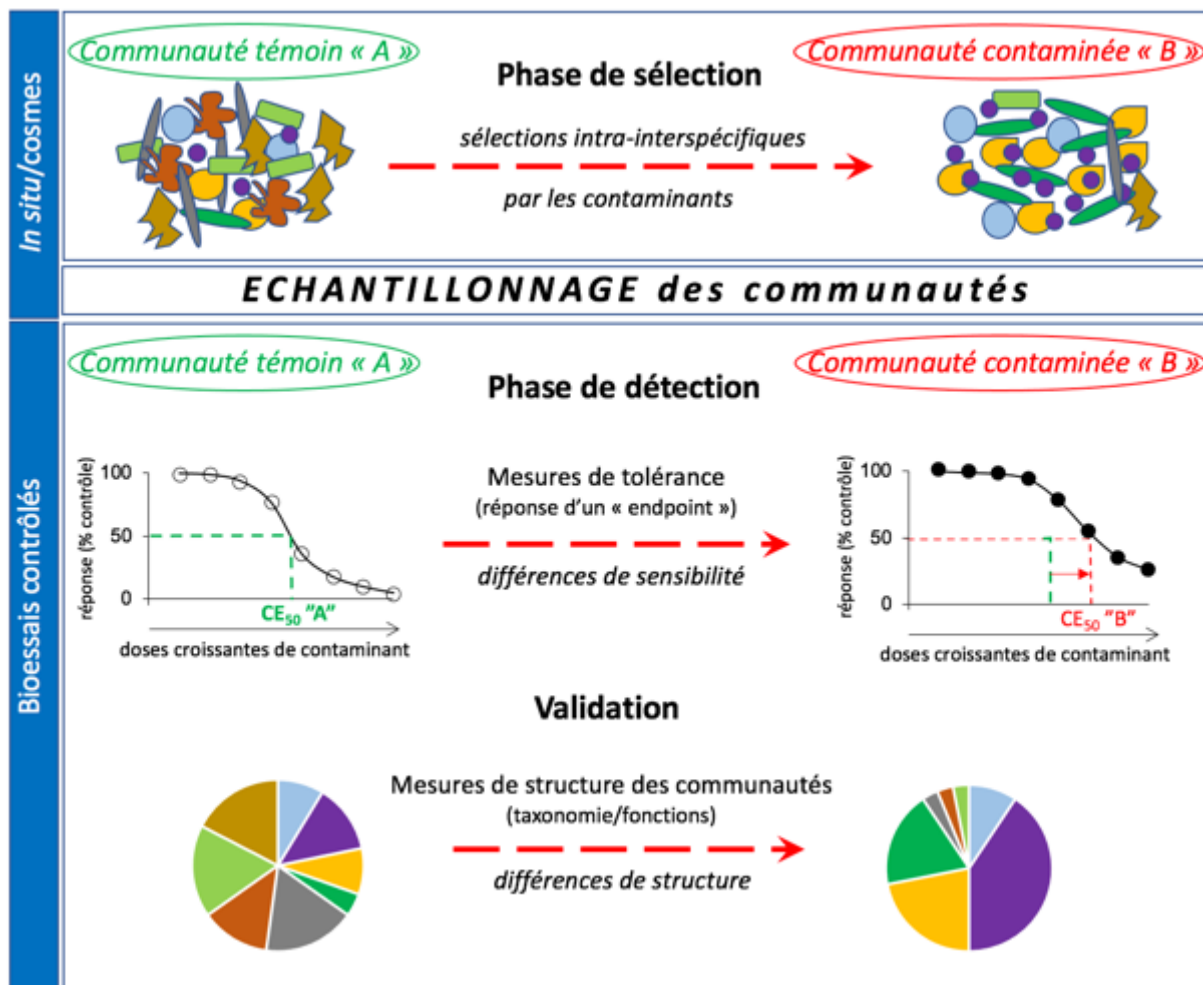 In situ/cosmes
Communauté témoin « A »
Phase de sélection
Communauté contaminée « B »
sélections intra-interspécifiques
par les contaminants
ECHANTILLONNAGE des communautés
Bioessais contrôlés
Communauté témoin « A »
Phase de détection
Communauté contaminée « B »
réponse (% contrôle)
100
50
0
CE50 "A"
doses croissantes de contaminant
Mesures de tolérance
(réponse d'un « endpoint »)
différences de sensibilité
réponse (% contrôle)
100
50
0
CE50 "B"
doses croissantes de contaminant
Validation
Mesures de structure des communautés
(taxonomie/fonctions)
différences de structure